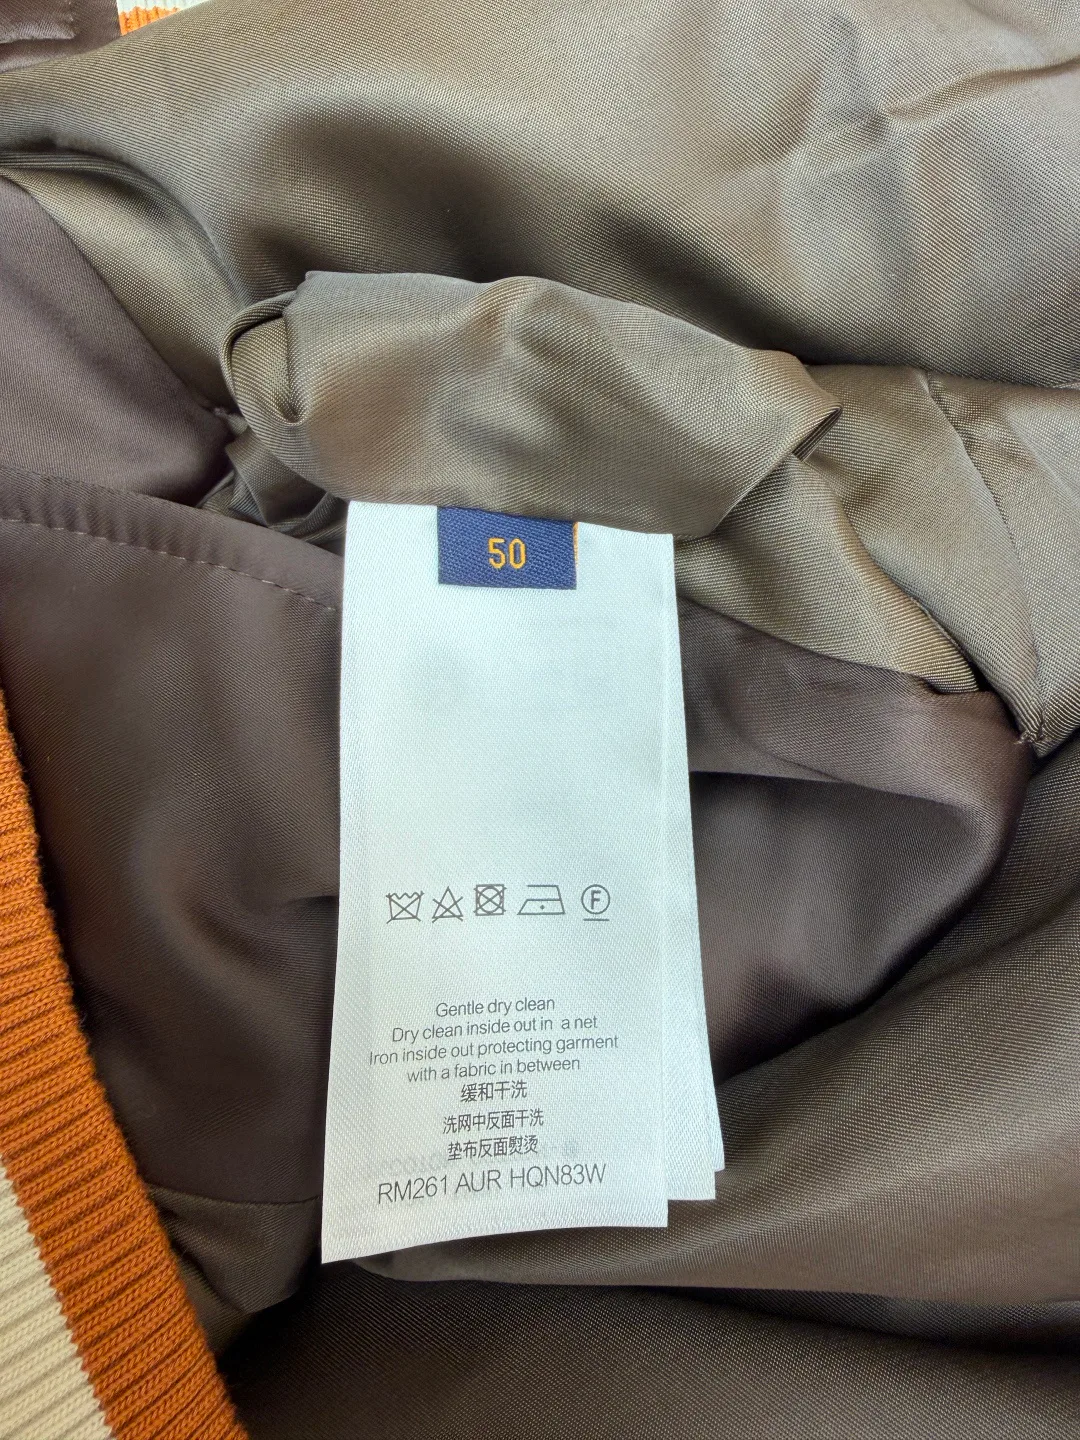 50
F
Gentle dry clean
Dry clean inside out in a net
Iron inside out protecting garment
with a fabric in between
缓和干洗
洗网中反面干洗
垫布反面熨烫
RM261 AUR HQN83W